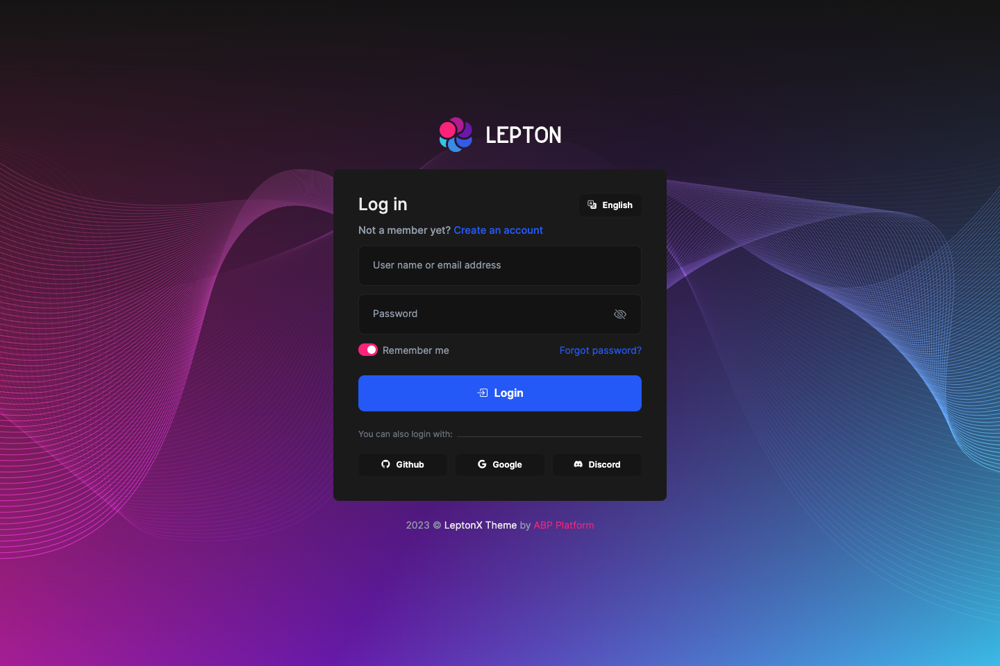 LEPTON
Log in
English
Not a member yet? Create an account
User name or email address
Password
Remember me
Forgot password?
Login
You can also login with:
Github
Google
Discord
2023 © LeptonX Theme by ABP Platform